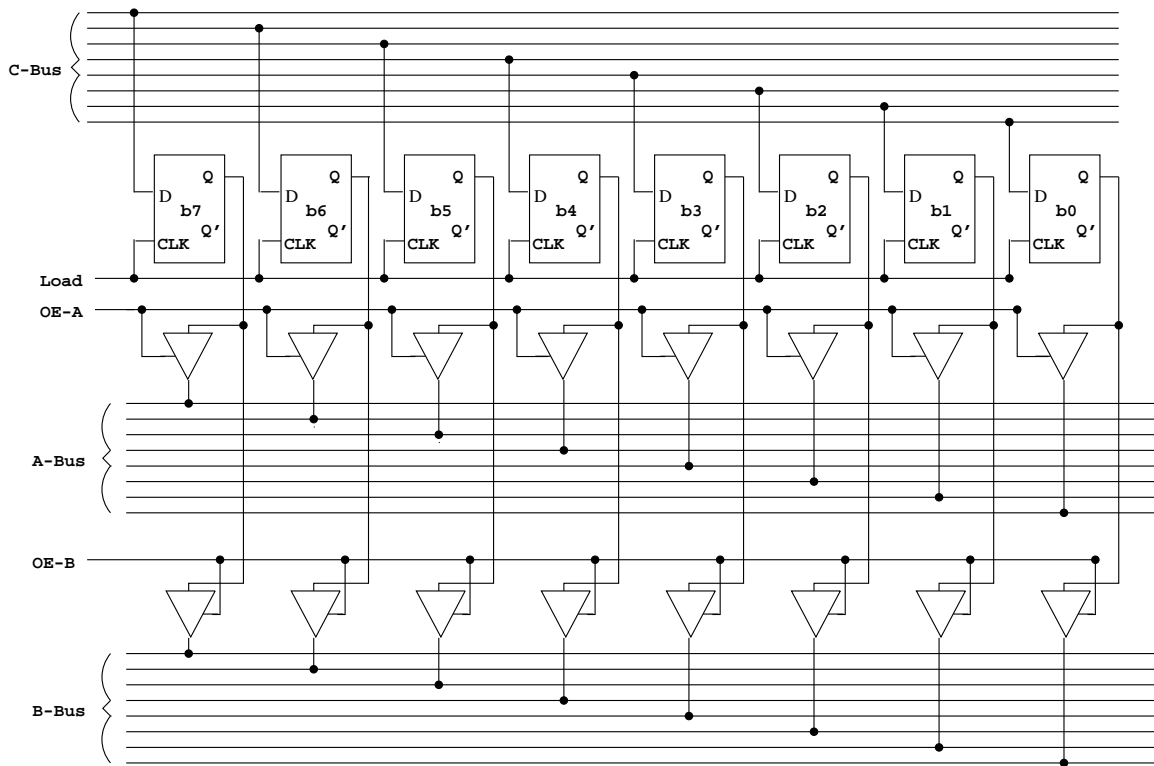 C-Bus
Q Q Q Q Q Q Q Q
D D D D D D D D
b7 b6 b5 b4 b3 b2 b1 b0
Q’ Q’ Q’ Q’ Q’ Q’ Q’ Q’
CLK CLK CLK CLK CLK CLK CLK CLK
Load
OE-A
A-Bus
OE-B
B-Bus